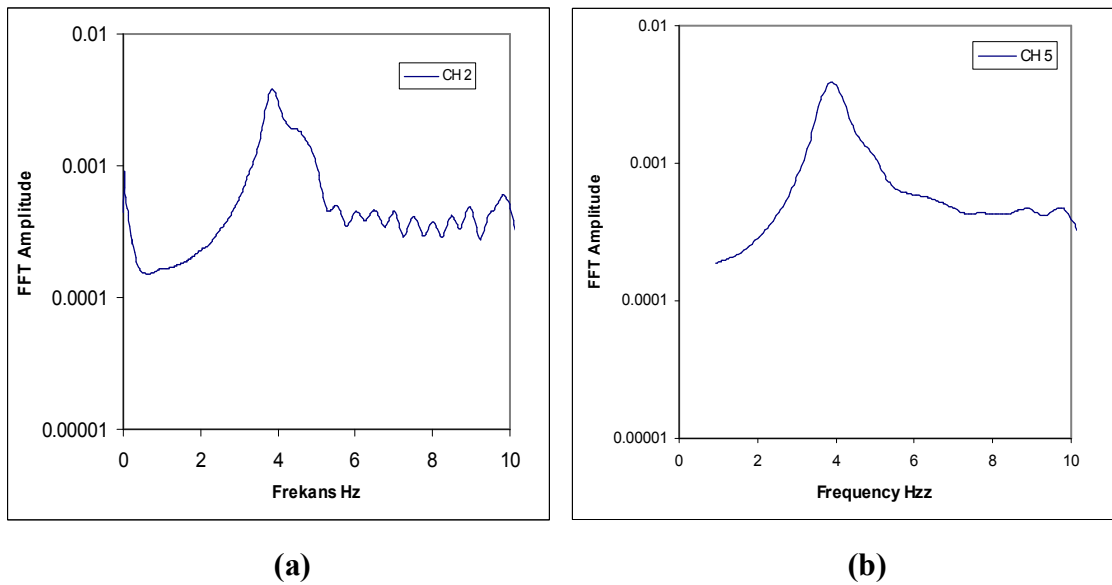 0.01
CH 2
0.001
FFT Amplitude
0.0001
0.00001
0 2 4 6 8 10
Frekans Hz
(a)
0.01
CH 5
0.001
FFT Amplitude
0.0001
0.00001
0 2 4 6 8 10
Frequency Hzz
(b)